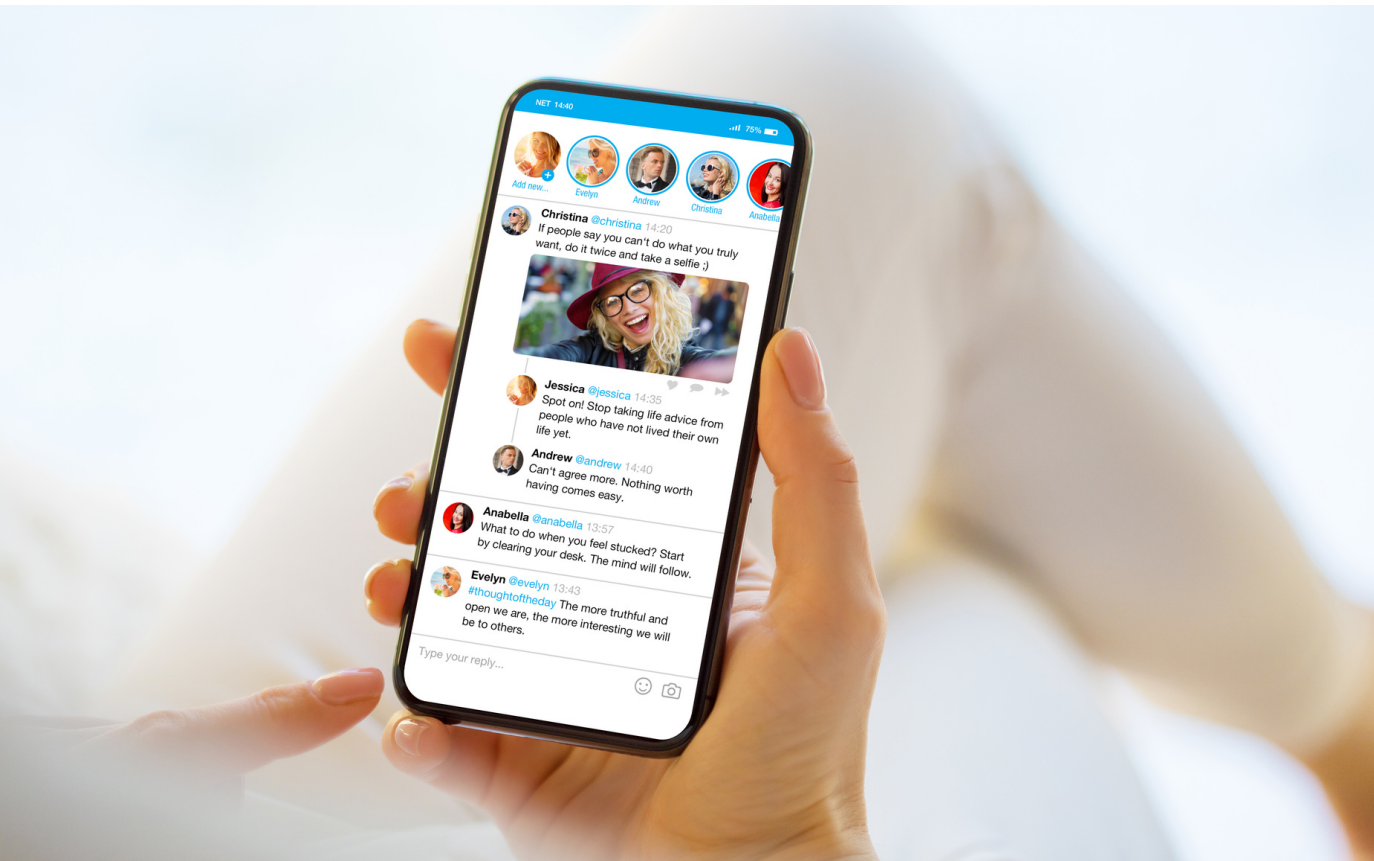 NET 14:40
75%
Add new...
Evelyn
Andrew
Christina
Anabella
Christina @christina 14:20
If people say you can't do what you truly
want, do it twice and take a selfie ;)
Jessica @jessica 14:35
Spot on! Stop taking life advice from
people who have not lived their own
life yet.
Andrew @andrew 14:40
Can't agree more. Nothing worth
having comes easy.
Anabella @anabella 13:57
What to do when you feel stucked? Start
by clearing your desk. The mind will follow.
Evelyn @evelyn 13:43
#thoughtoftheday The more truthful and
open we are, the more interesting we will
be to others.
Type your reply...